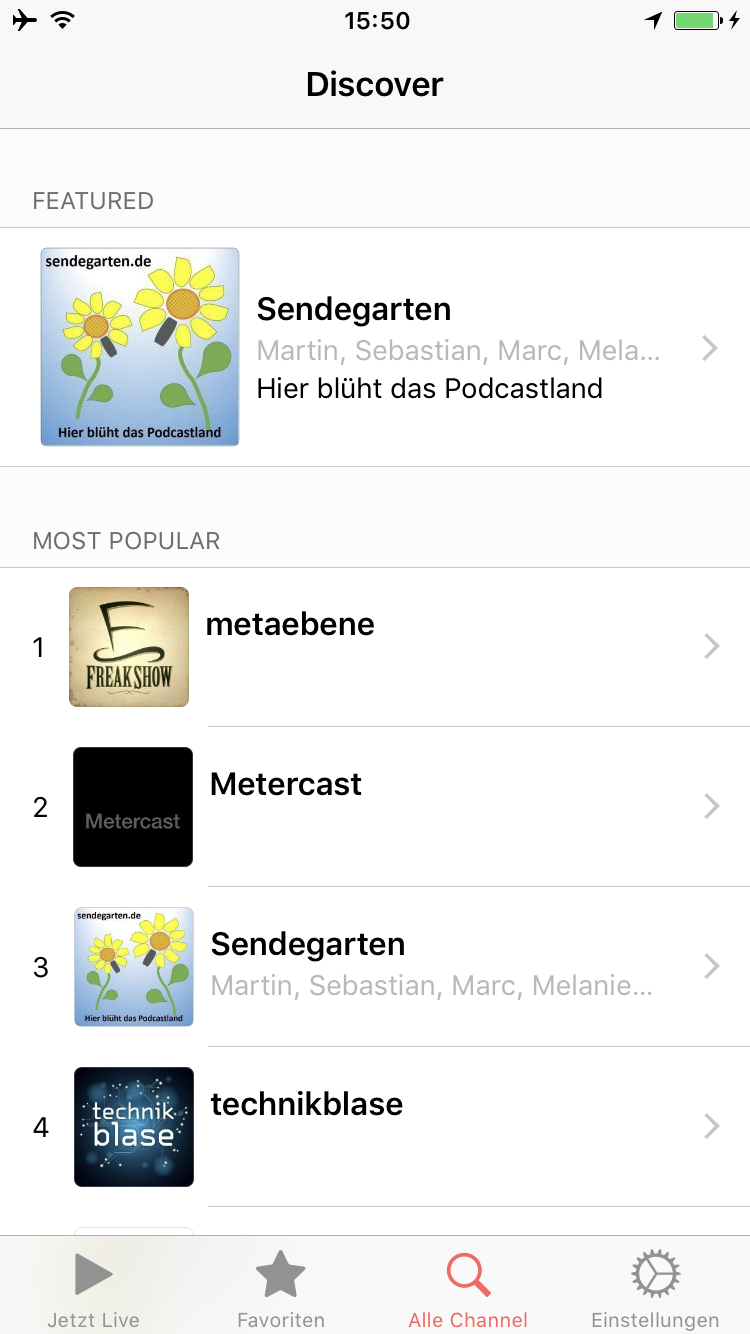 15:50
Discover
FEATURED
sendegarten.de
Hier blüht das Podcastland
Sendegarten
Martin, Sebastian, Marc, Mela...
Hier blüht das Podcastland
MOST POPULAR
1
FREAK SHOW
metaebene
2
Metercast
Metercast
3
sendegarten.de
Hier blüht das Podcastland
Sendegarten
Martin, Sebastian, Marc, Melanie...
4
technik
blase
technikblase
Jetzt Live
Favoriten
Alle Channel
Einstellungen